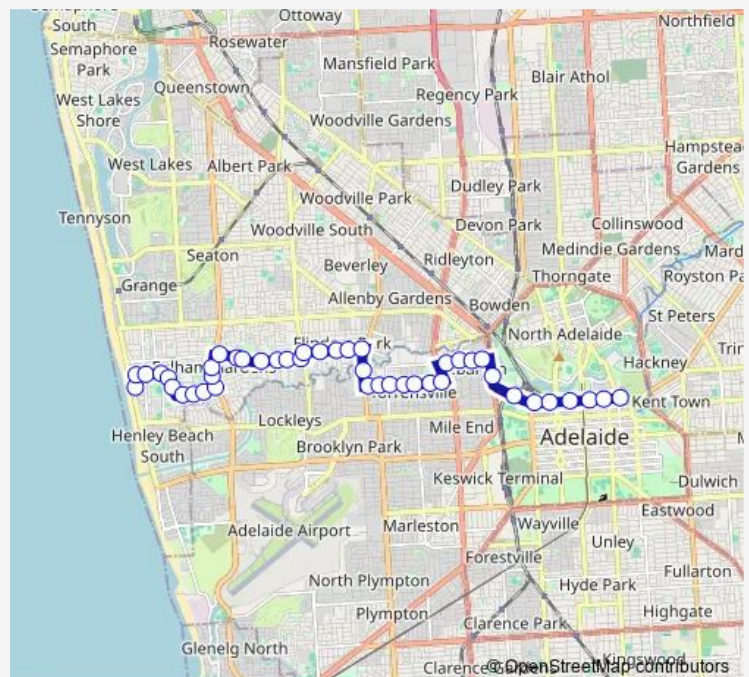 Semaphore
South
Ottoway
Northfield
Rosewater
Semaphore
Park
Mansfield Park
Blair Athol
Queenstown
Regency Park
West Lakes
Shore
Woodville Gardens
Hampstead
Gardens
West Lakes
Albert Park
Dudley Park
Woodville Park
Tennyson
Collinswood
Woodville South
Devon Park
Medindie Gardens
Seaton
Ridleyton
Beverley
Thorngate
Royston Pa
Grange
Allenby Gardens
Bowden
St Peters
North Adelaide
Hackney
Lockleys
Kent Town
Henley Beach
South
Mile End
Adelaide
Brooklyn Park
Keswick Terminal
Dulwich
Eastwood
Adelaide Airport
Marleston
Wayville
Unley
Forestville
North Plympton
Hyde Park
Fullarton
Plympton
Highgate
Clarence Park
Glenelg North
Kingswood
Clarence Gardens
© OpenStreetMap contributors